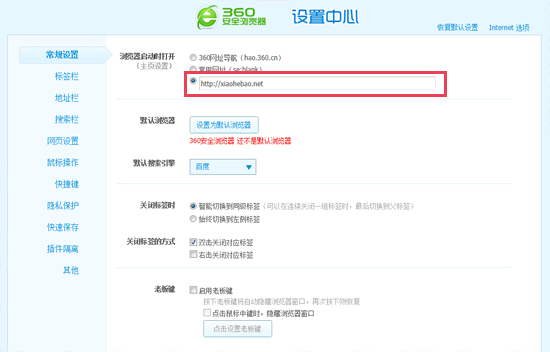 360
安全浏览器
设置中心
恢复默认设置 Internet 选项
常规设置
标签栏
地址栏
搜索栏
网页设置
鼠标操作
快捷键
隐私保护
快速保存
插件隔离
其他
浏览器启动时打开
（主页设置）
360网址导航（hao.360.cn）
常用网址（se:blank）
http://xiaohebao.net
默认浏览器
设置为默认浏览器
360安全浏览器 还不是默认浏览器
默认搜索引擎
百度
关闭标签时
智能切换到同级标签（可以在连续关闭一组标签时，最后切换到父标签）
始终切换到左侧标签
关闭标签的方式
双击关闭对应标签
右击关闭对应标签
老板键
启用老板键
按下老板键将自动隐藏浏览器窗口，再次按下则恢复
点击鼠标中键时，隐藏浏览器窗口
点击设置老板键